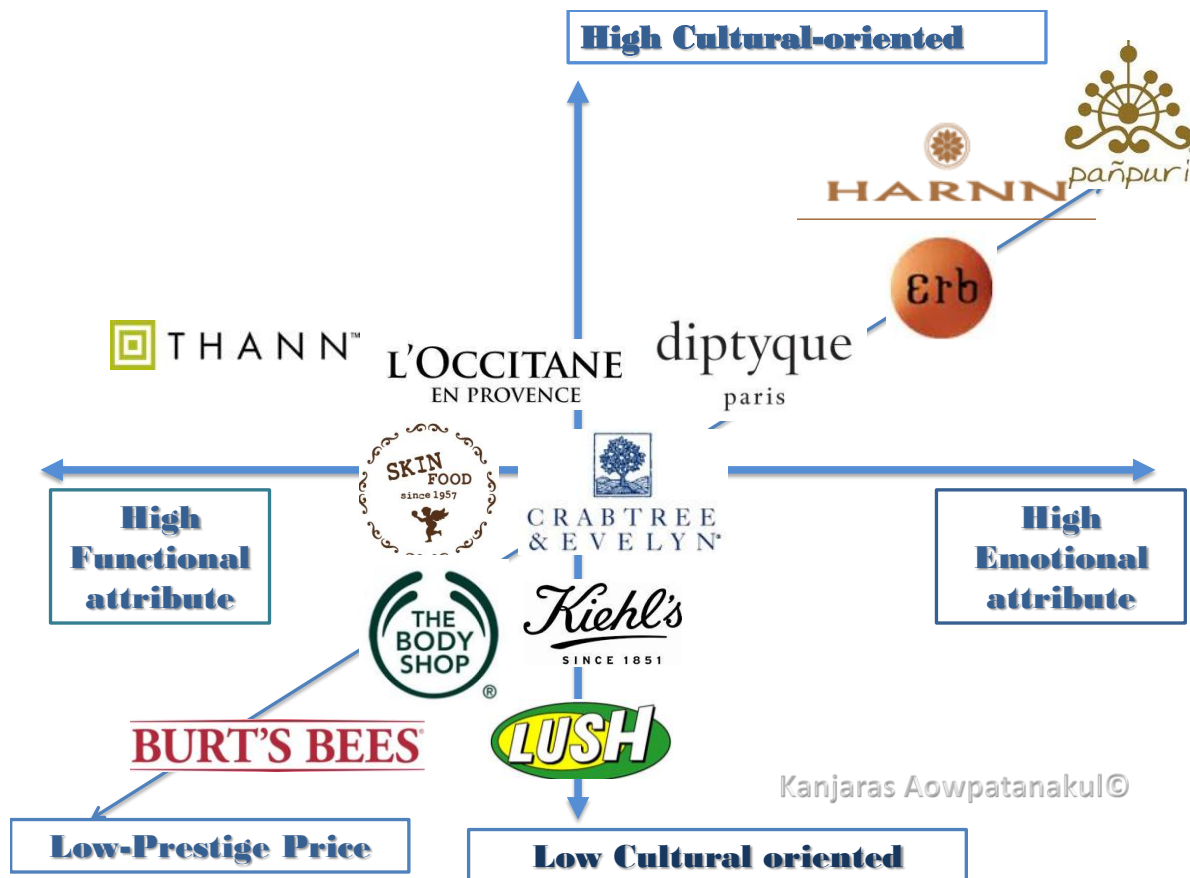 High Cultural-oriented
pañpuri
HARNN
erb
THANN™
L'OCCITANE
EN PROVENCE
diptyque
paris
SKIN
FOOD
since 1957
CRABTREE
& EVELYN®
High
Functional
attribute
High
Emotional
attribute
THE
BODY
SHOP
®
Kiehl's
SINCE 1851
BURT'S BEES®
LUSH
Kanjaras Aowpatanakul©
Low-Prestige Price
Low Cultural oriented